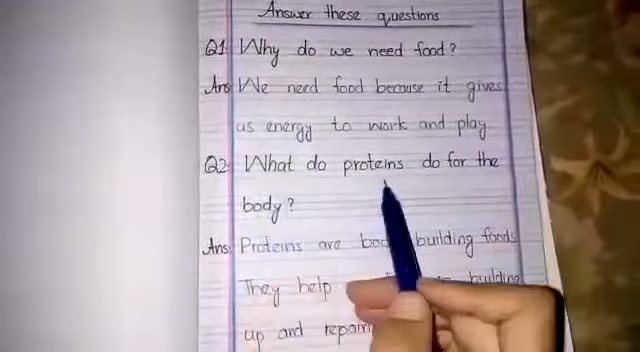 Answer these questions
Q1: Why do we need food?
Ans We need food because it gives
us energy to work and play
Q2: What do proteins do for the
body?
Ans: Proteins are building foods
They help building
up and repair